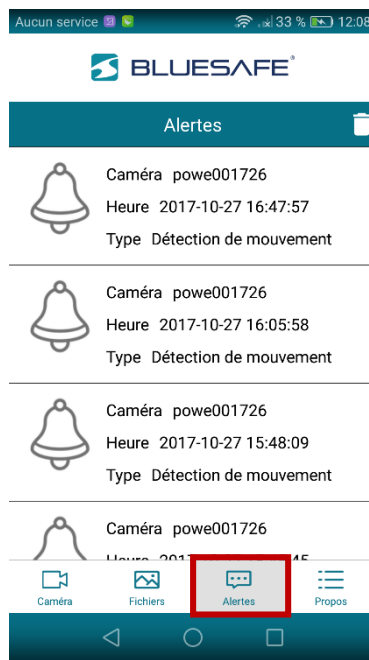 Aucun service 33 % 12:08
BLUESAFE®
Alertes
Caméra powe001726
Heure 2017-10-27 16:47:57
Type Détection de mouvement
Caméra powe001726
Heure 2017-10-27 16:05:58
Type Détection de mouvement
Caméra powe001726
Heure 2017-10-27 15:48:09
Type Détection de mouvement
Caméra powe001726
Heure 2017
Caméra Fichiers Alertes Propos